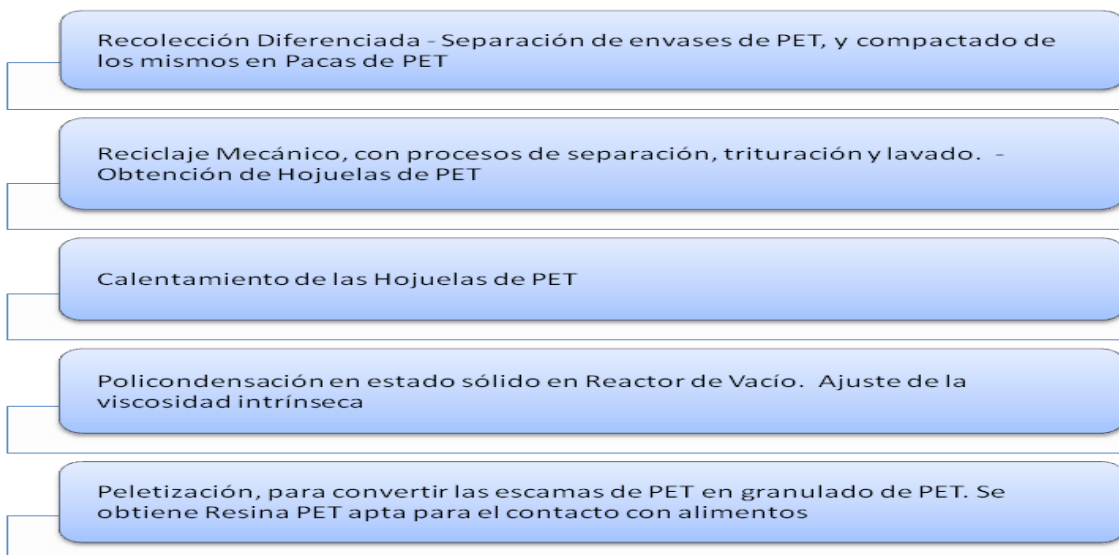 Recolección Diferenciada - Separación de envases de PET, y compactado de
los mismos en Pacas de PET
Reciclaje Mecánico, con procesos de separación, trituración y lavado.  -
Obtención de Hojuelas de PET
Calentamiento de las Hojuelas de PET
Policondensación en estado sólido en Reactor de Vacío.  Ajuste de la
viscosidad intrínseca
Peletización, para convertir las escamas de PET en granulado de PET. Se
obtiene Resina PET apta para el contacto con alimentos